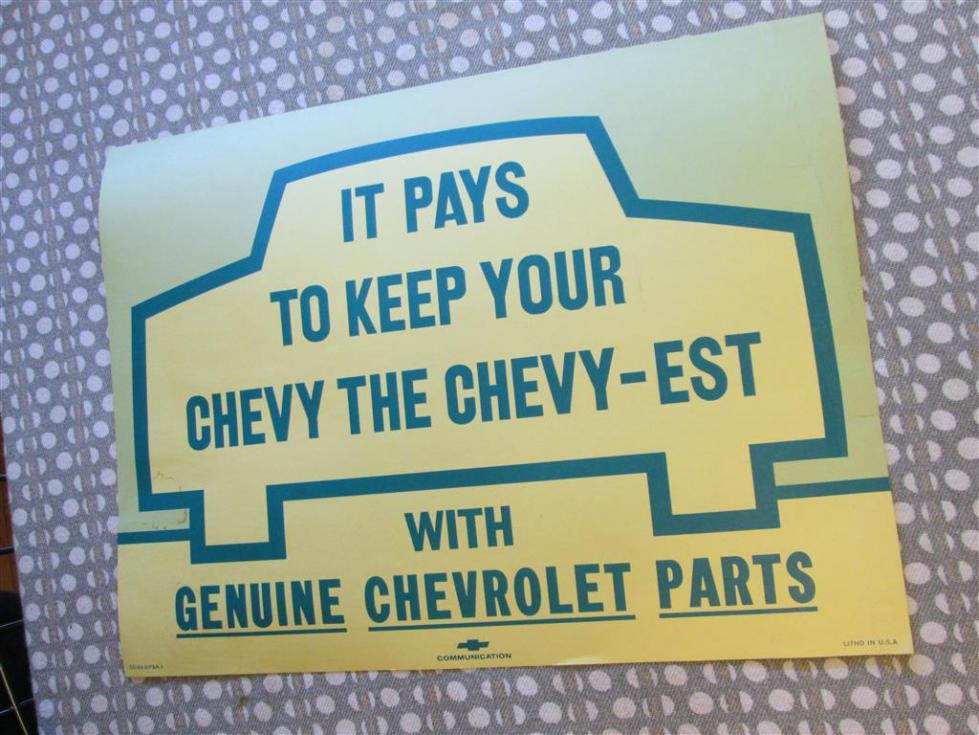 IT PAYS
TO KEEP YOUR
CHEVY THE CHEVY-EST
WITH
GENUINE CHEVROLET PARTS
COMMUNICATION
LITHO IN U.S.A